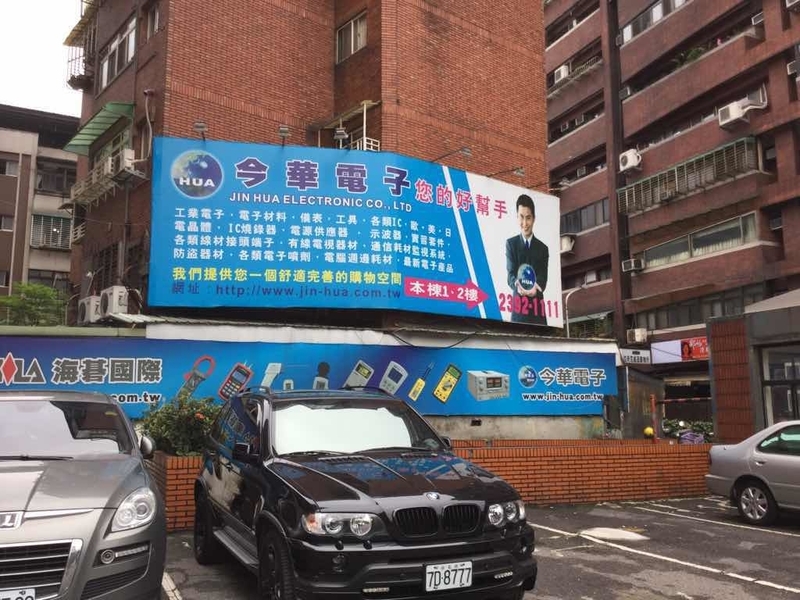 HUA
今華電子 您的好幫手
JIN HUA ELECTRONIC CO., LTD
工業電子．電子材料．儀表．工具．各類IC．歐．美．日
電晶體．IC燒錄器．電源供應器．示波器．實習套件．
各類線材接頭端子．有線電視器材．通信耗材監視系統．
防盜器材．各類電子噴劑．電腦週邊耗材．最新電子產品
我們提供您一個舒適完善的購物空間
網址：http://www.jin-hua.com.tw
本棟1、2樓
HUA
2392-1111
海碁國際
.com.tw
HUA
今華電子
www.jin-hua.com.tw
7D-8777